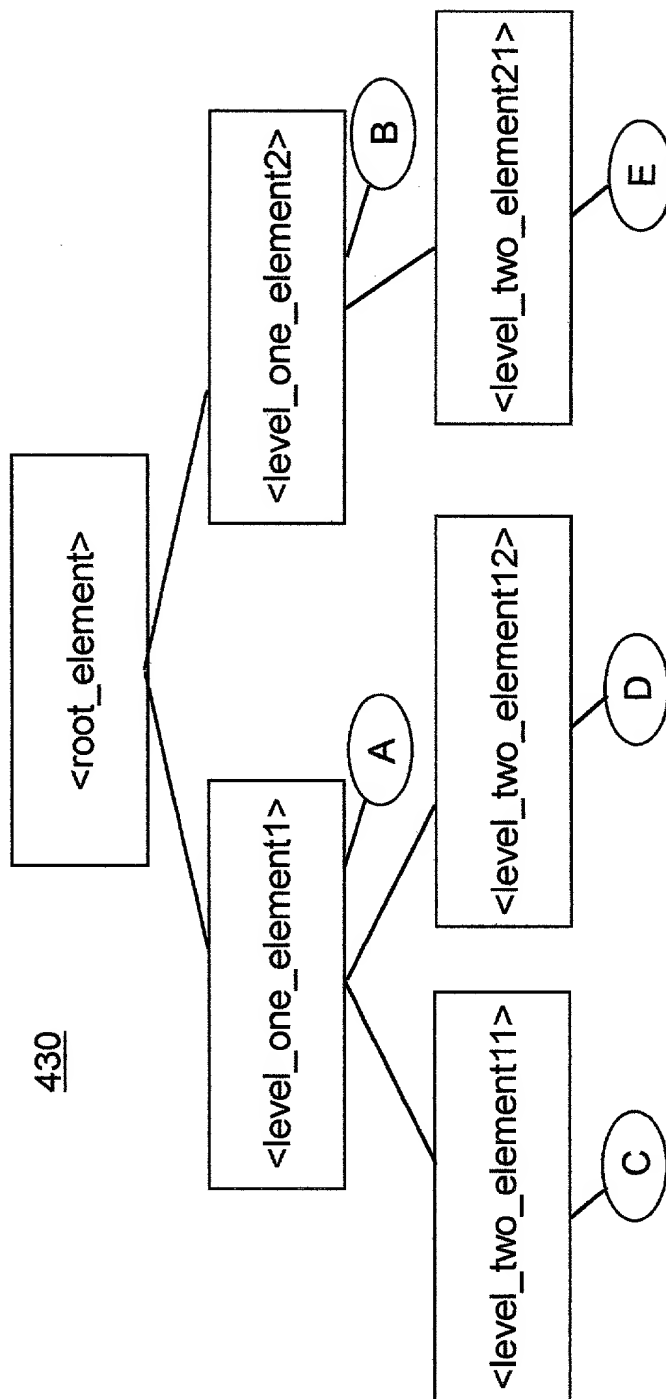 430
<root_element>
<level_one_element1>
<level_one_element2>
A
B
<level_two_element11>
<level_two_element12>
<level_two_element21>
C
D
E